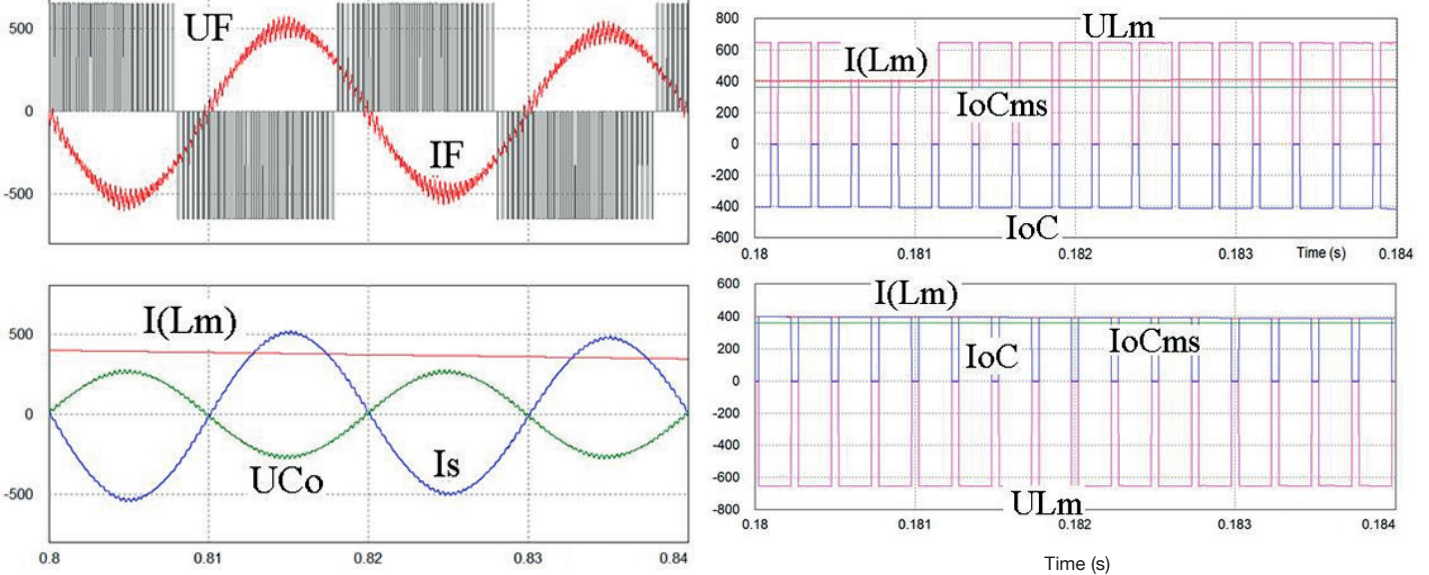 500
0
-500
UF
IF
500
0
-500
I(Lm)
UCo
Is
0.8
0.81
0.82
0.83
0.84
800
600
400
200
0
-200
-400
-600
ULm
I(Lm)
IoCms
IoC
0.18
0.181
0.182
0.183
Time (s)
0.184
600
400
200
0
-200
-400
-600
-800
I(Lm)
IoC
IoCms
ULm
0.18
0.181
0.182
0.183
0.184
Time (s)